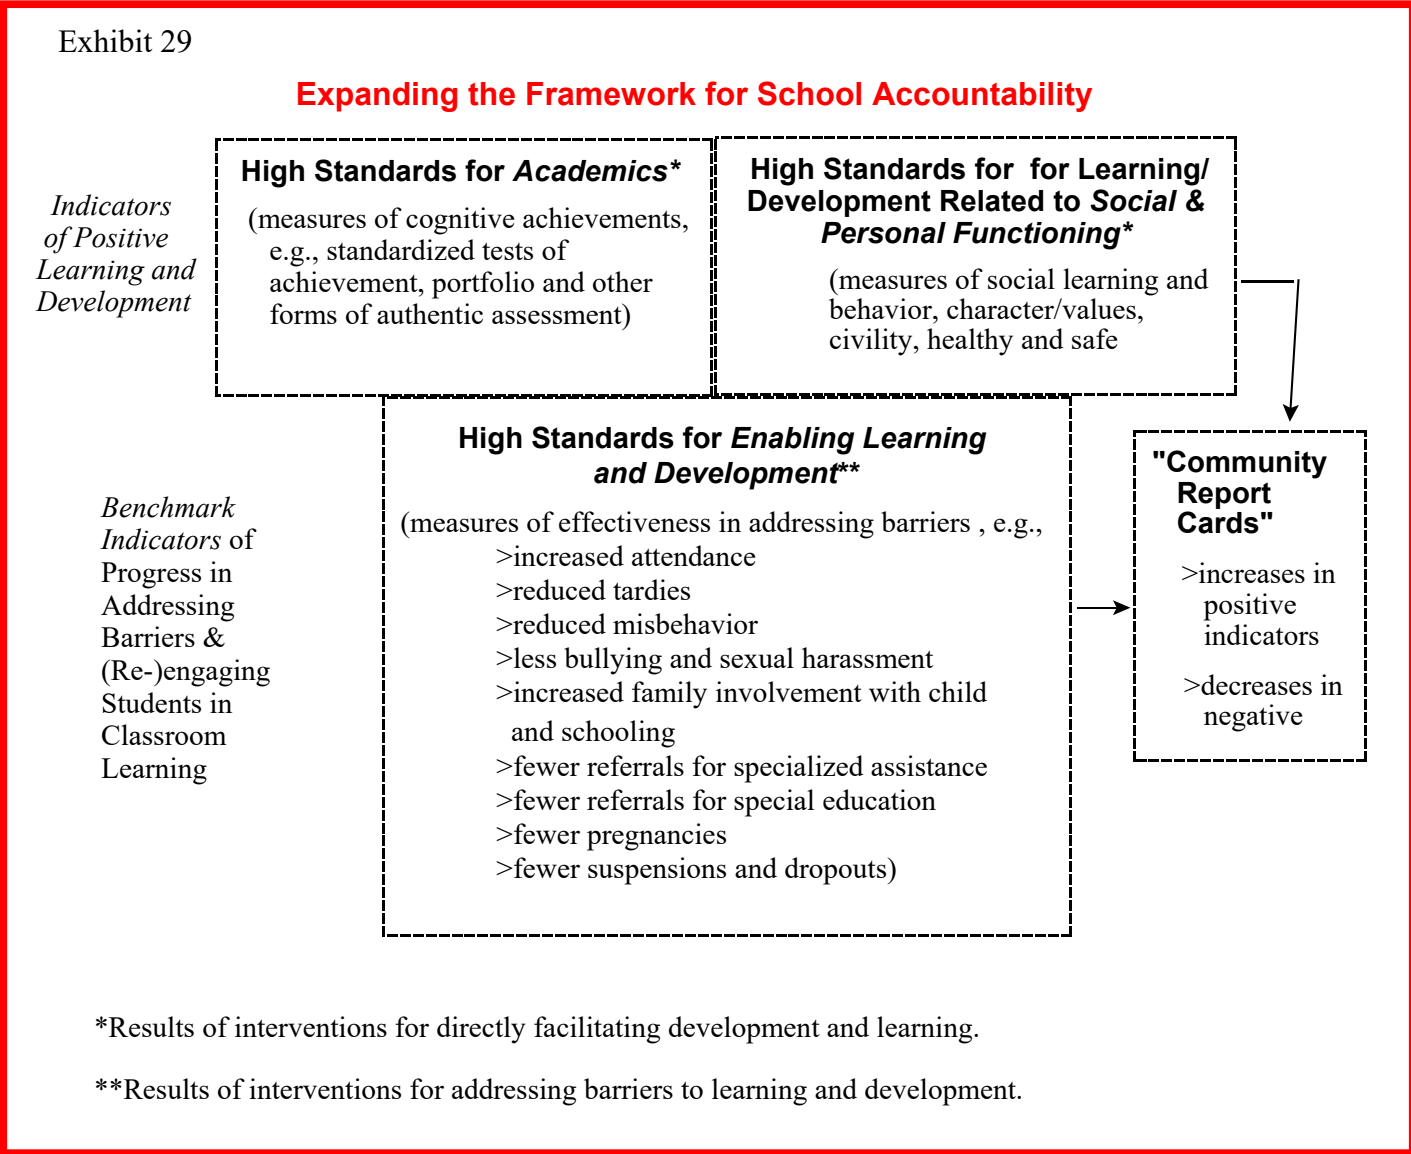 Exhibit 29
Expanding the Framework for School Accountability
Indicators
of Positive
Learning and
Development
High Standards for Academics*
(measures of cognitive achievements,
e.g., standardized tests of
achievement, portfolio and other
forms of authentic assessment)
High Standards for  for Learning/
Development Related to Social &
Personal Functioning*
(measures of social learning and
behavior, character/values,
civility, healthy and safe
Benchmark
Indicators of
Progress in
Addressing
Barriers &
(Re-)engaging
Students in
Classroom
Learning
High Standards for Enabling Learning
and Development**
(measures of effectiveness in addressing barriers , e.g.,
>increased attendance
>reduced tardies
>reduced misbehavior
>less bullying and sexual harassment
>increased family involvement with child
and schooling
>fewer referrals for specialized assistance
>fewer referrals for special education
>fewer pregnancies
>fewer suspensions and dropouts)
"Community
Report
Cards"
>increases in
positive
indicators
>decreases in
negative
*Results of interventions for directly facilitating development and learning.
**Results of interventions for addressing barriers to learning and development.